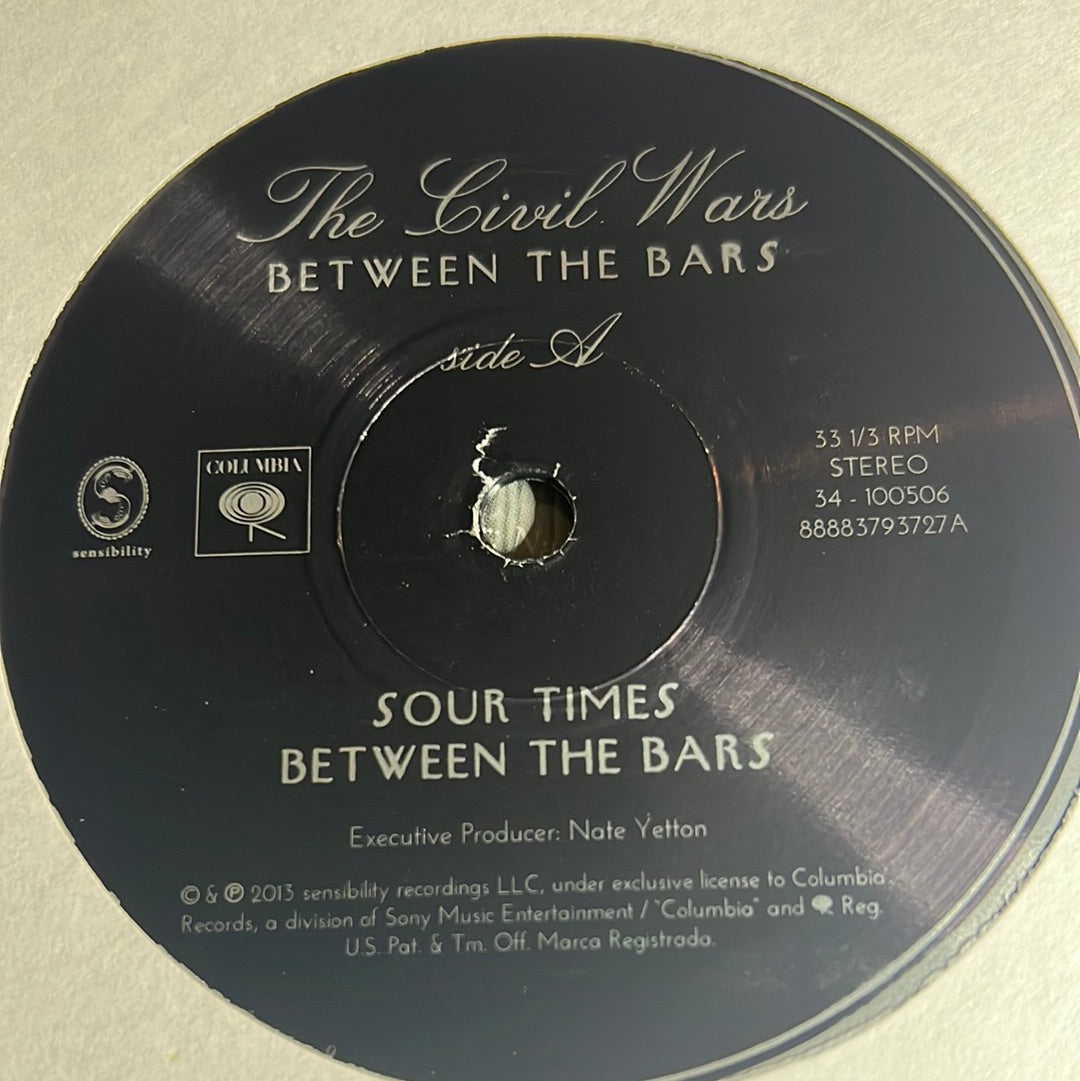 The Civil Wars
BETWEEN THE BARS
side A
COLUMBIA
S
sensibility
33 1/3 RPM
STEREO
34 - 100506
88883793727A
SOUR TIMES
BETWEEN THE BARS
Executive Producer: Nate Yetton
© & ℗ 2013 sensibility recordings LLC, under exclusive license to Columbia
Records, a division of Sony Music Entertainment / "Columbia" and Reg.
U.S. Pat. & Tm. Off. Marca Registrada.